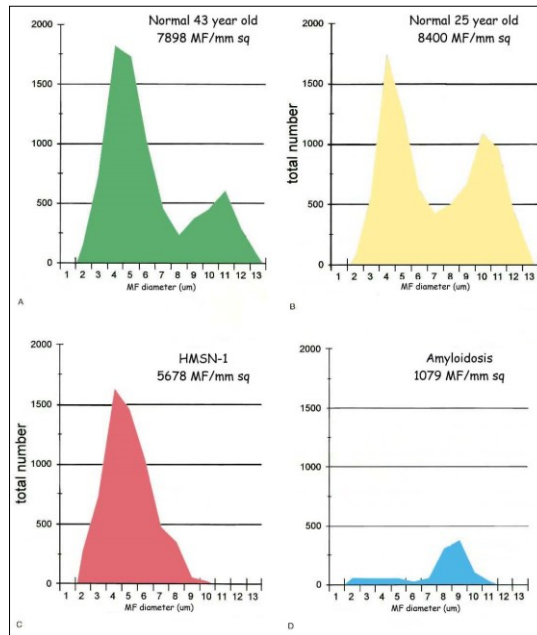 Normal 43 year old
7898 MF/mm sq
2000
1500
1000
500
0
1 2 3 4 5 6 7 8 9 10 11 12 13
MF diameter (um)
A
Normal 25 year old
8400 MF/mm sq
total number
2000
1500
1000
500
0
1 2 3 4 5 6 7 8 9 10 11 12 13
MF diameter (um)
B
HMSN-1
5678 MF/mm sq
total number
2000
1500
1000
500
0
1 2 3 4 5 6 7 8 9 10 11 12 13
MF diameter (um)
C
Amyloidosis
1079 MF/mm sq
2000
1500
1000
500
0
1 2 3 4 5 6 7 8 9 10 11 12 13
MF diameter (um)
D